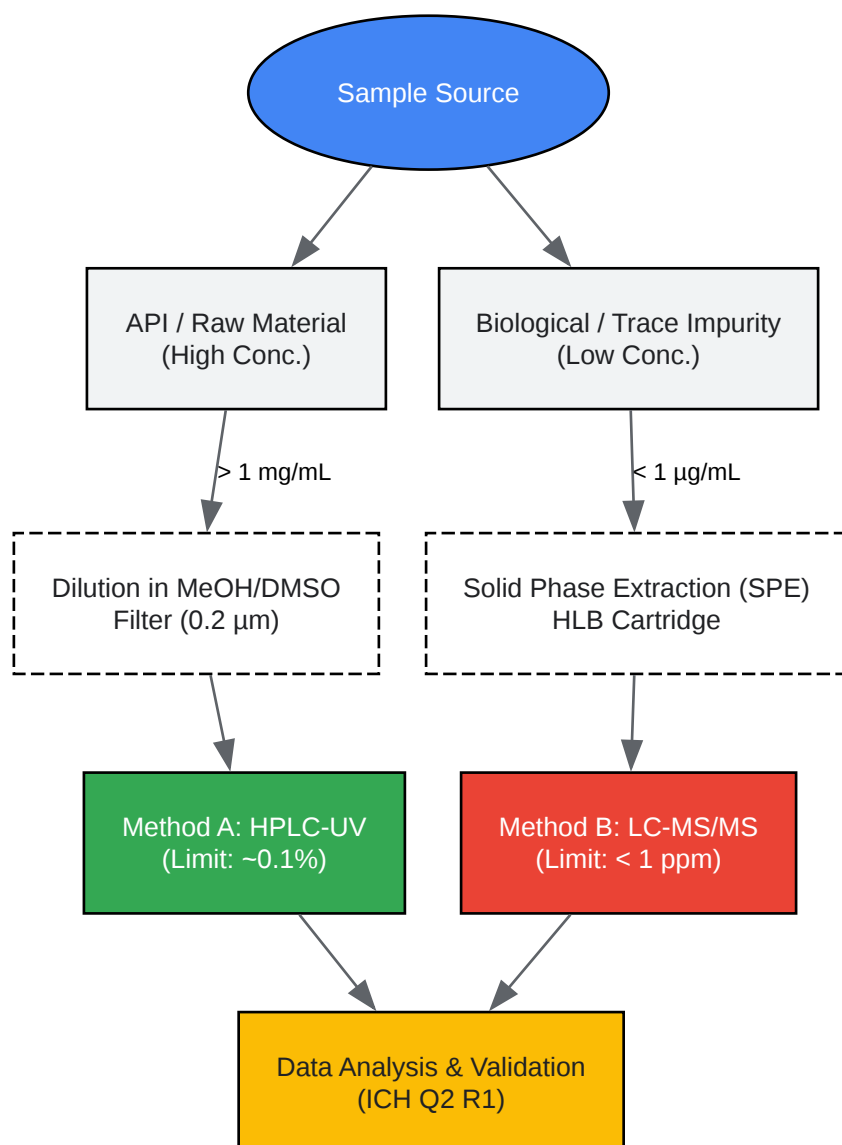 Sample Source
API / Raw Material
(High Conc.)
Biological / Trace Impurity
(Low Conc.)
> 1 mg/mL
< 1 µg/mL
Dilution in MeOH/DMSO
Filter (0.2 µm)
Solid Phase Extraction (SPE)
HLB Cartridge
Method A: HPLC-UV
(Limit: ~0.1%)
Method B: LC-MS/MS
(Limit: < 1 ppm)
Data Analysis & Validation
(ICH Q2 R1)